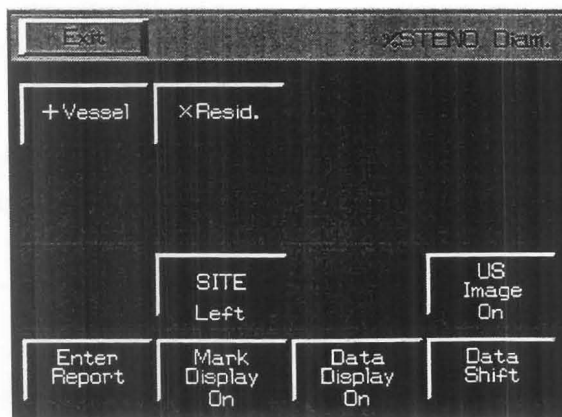 Exit
%STENO Diam.
+Vessel
×Resid.
SITE
Left
US
Image
On
Enter
Report
Mark
Display
On
Data
Display
On
Data
Shift